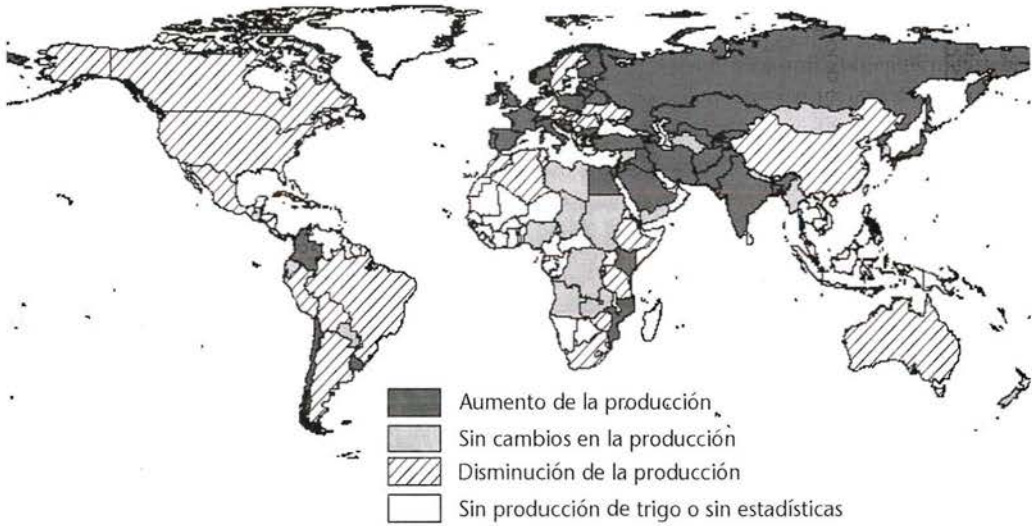 Aumento de la producción
Sin cambios en la producción
Disminución de la producción
Sin producción de trigo o sin estadísticas